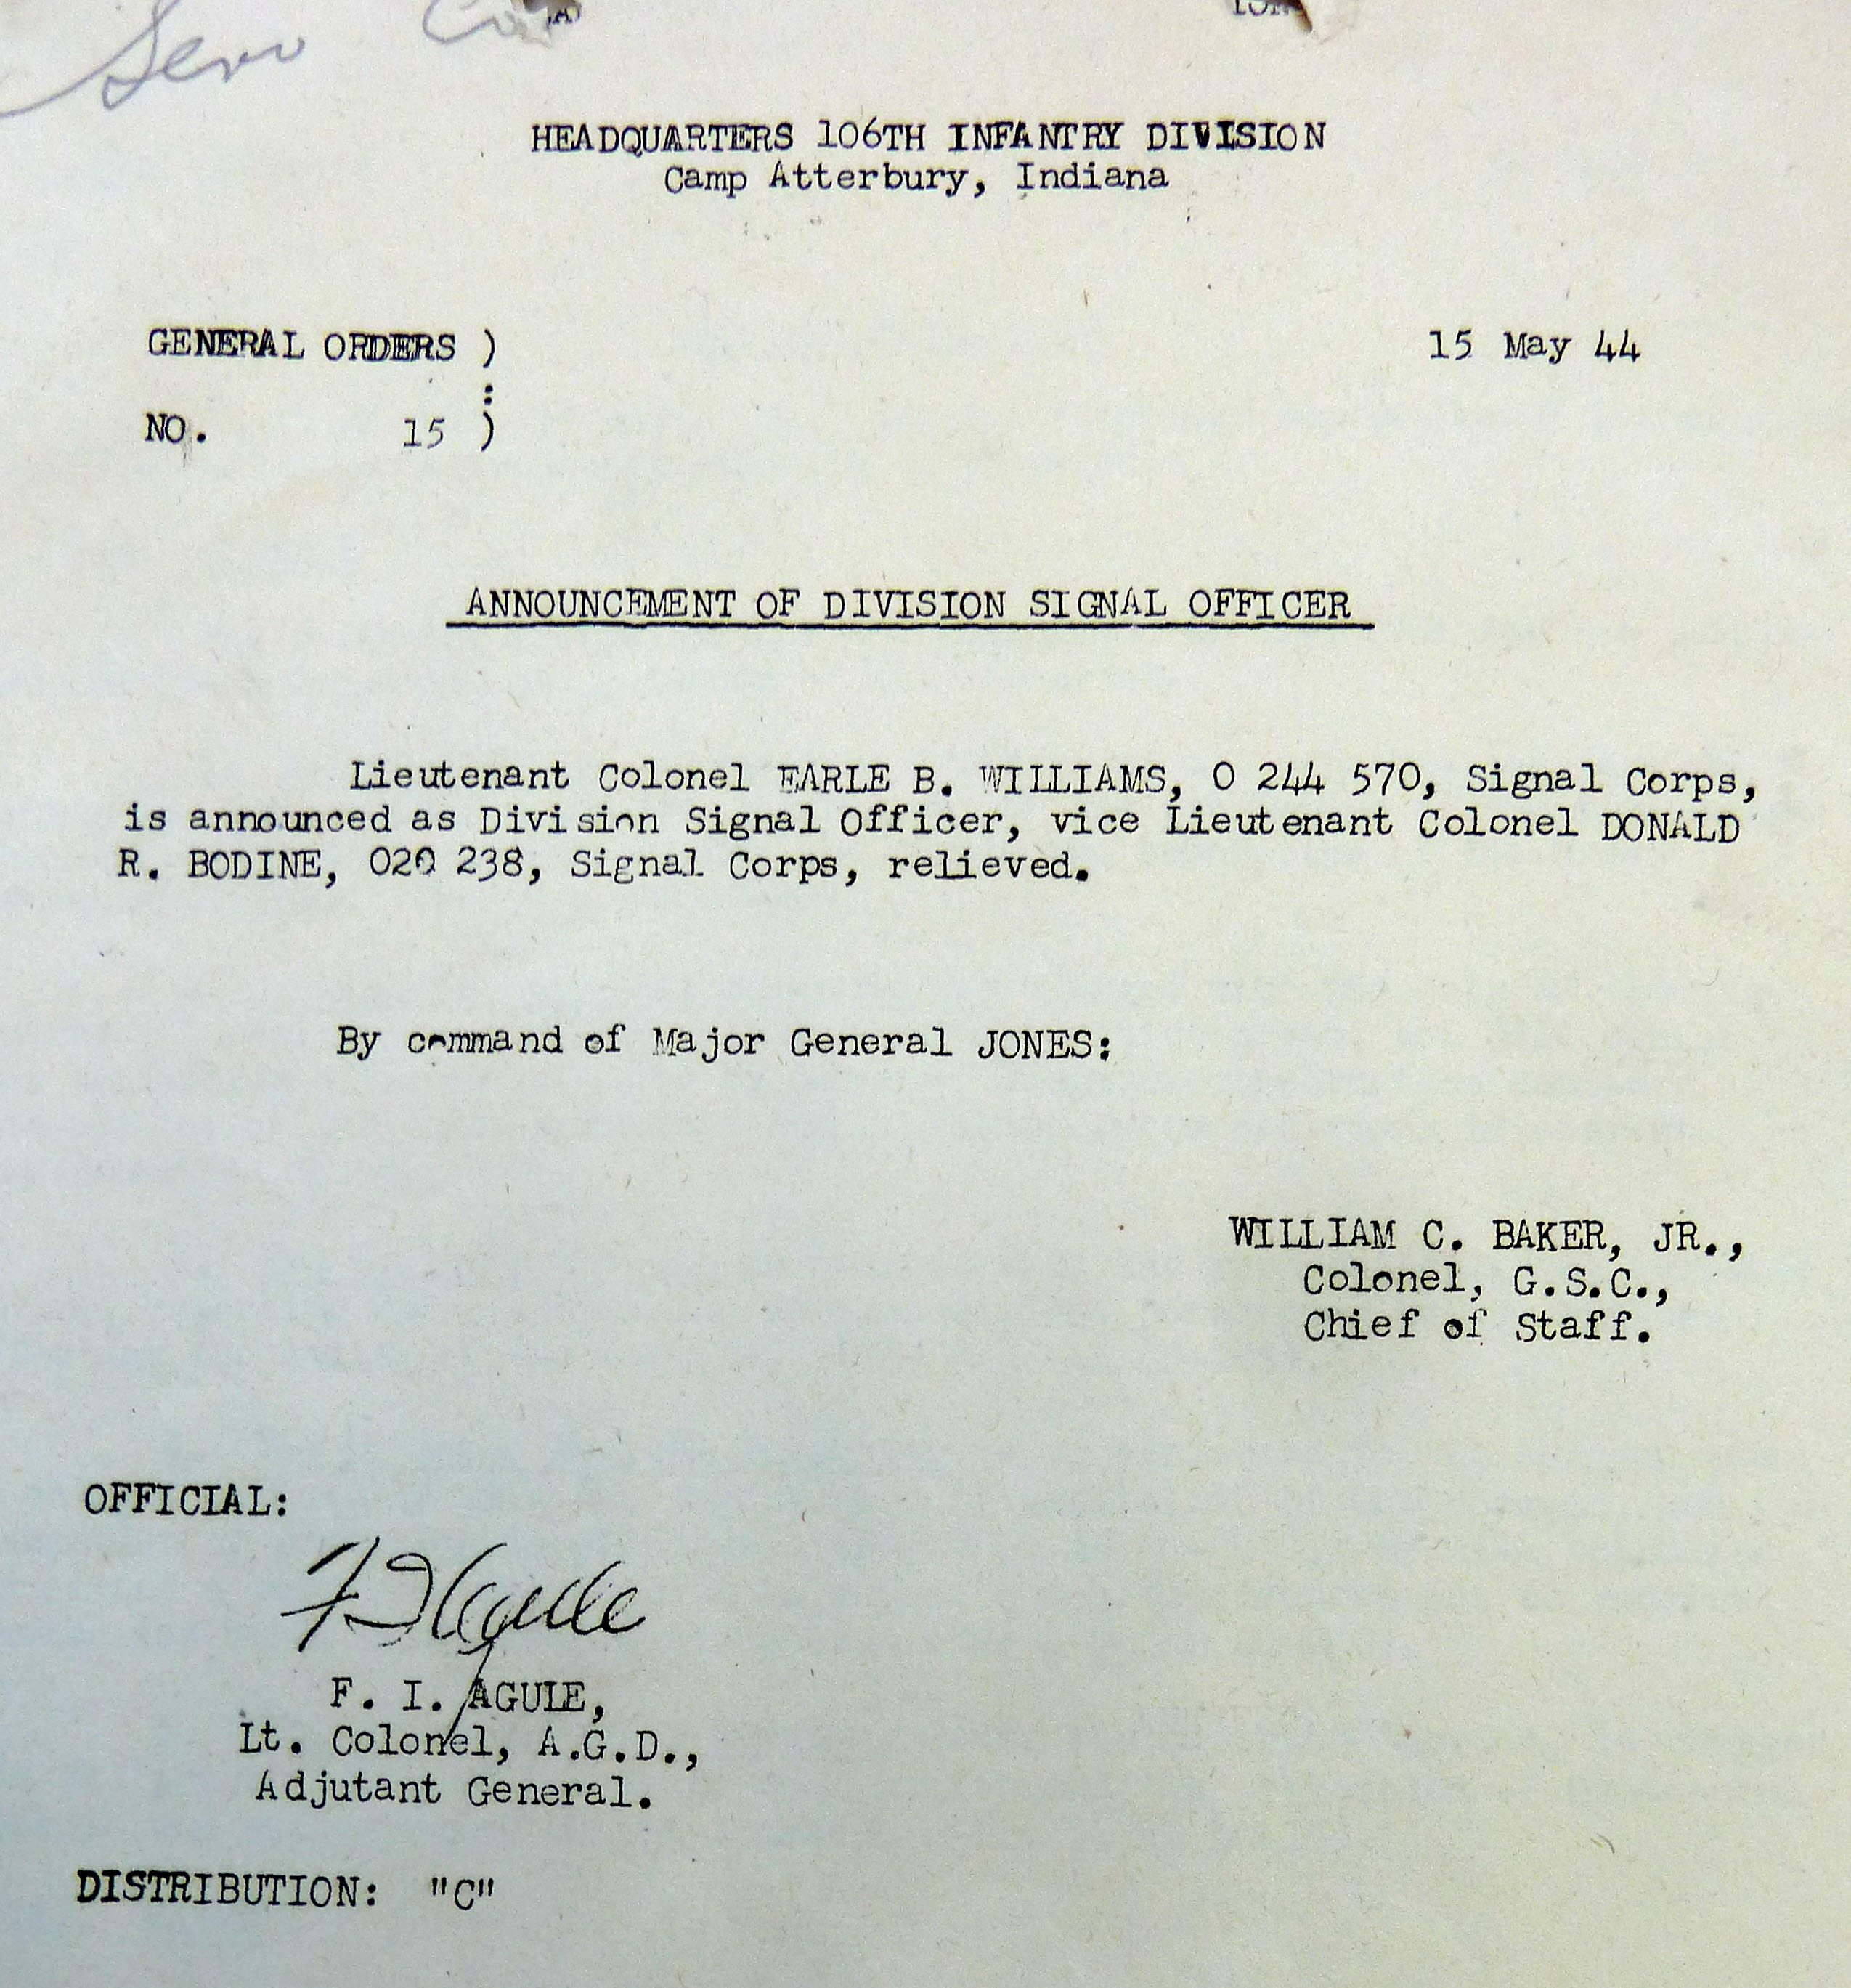 Serv Co
HEADQUARTERS 106TH INFANTRY DIVISION
Camp Atterbury, Indiana
GENERAL ORDERS )
15 May 44
:
NO. 15 )
ANNOUNCEMENT OF DIVISION SIGNAL OFFICER
Lieutenant Colonel EARLE B. WILLIAMS, O 244 570, Signal Corps,
is announced as Division Signal Officer, vice Lieutenant Colonel DONALD
R. BODINE, O20 238, Signal Corps, relieved.
By command of Major General JONES:
WILLIAM C. BAKER, JR.,
Colonel, G.S.C.,
Chief of Staff.
OFFICIAL:
F I Agule
F. I. AGULE,
Lt. Colonel, A.G.D.,
Adjutant General.
DISTRIBUTION: "C"